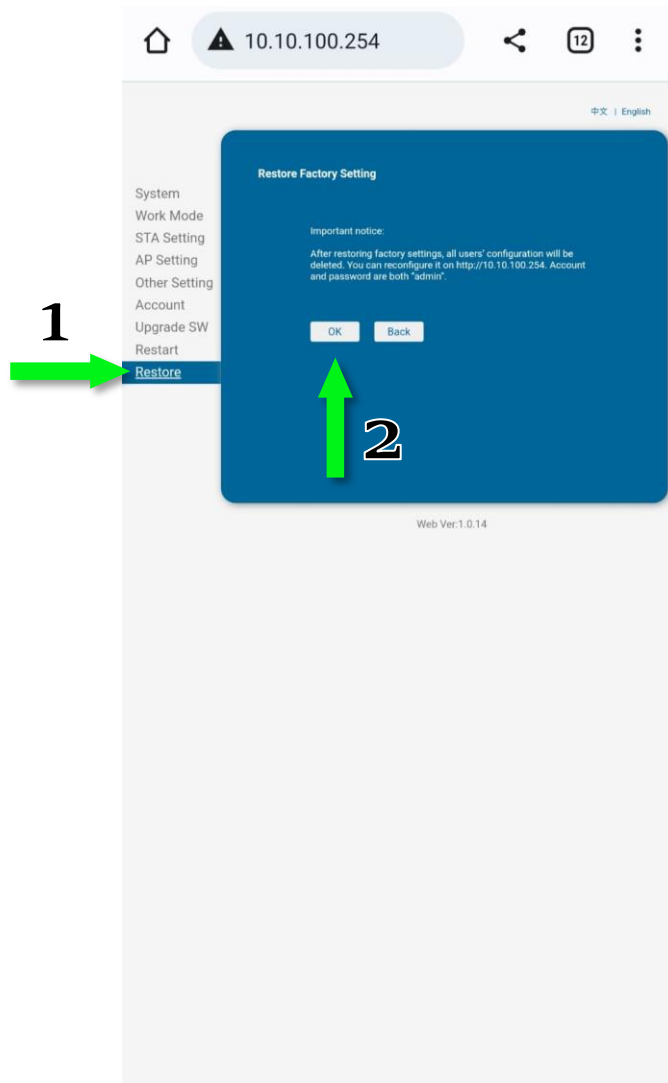 10.10.100.254
12
中文 | English
Restore Factory Setting
System
Work Mode
STA Setting
AP Setting
Other Setting
Account
Upgrade SW
Restart
Restore
Important notice:
After restoring factory settings, all users' configuration will be
deleted. You can reconfigure it on http://10.10.100.254. Account
and password are both "admin".
OK Back
1
2
Web Ver:1.0.14